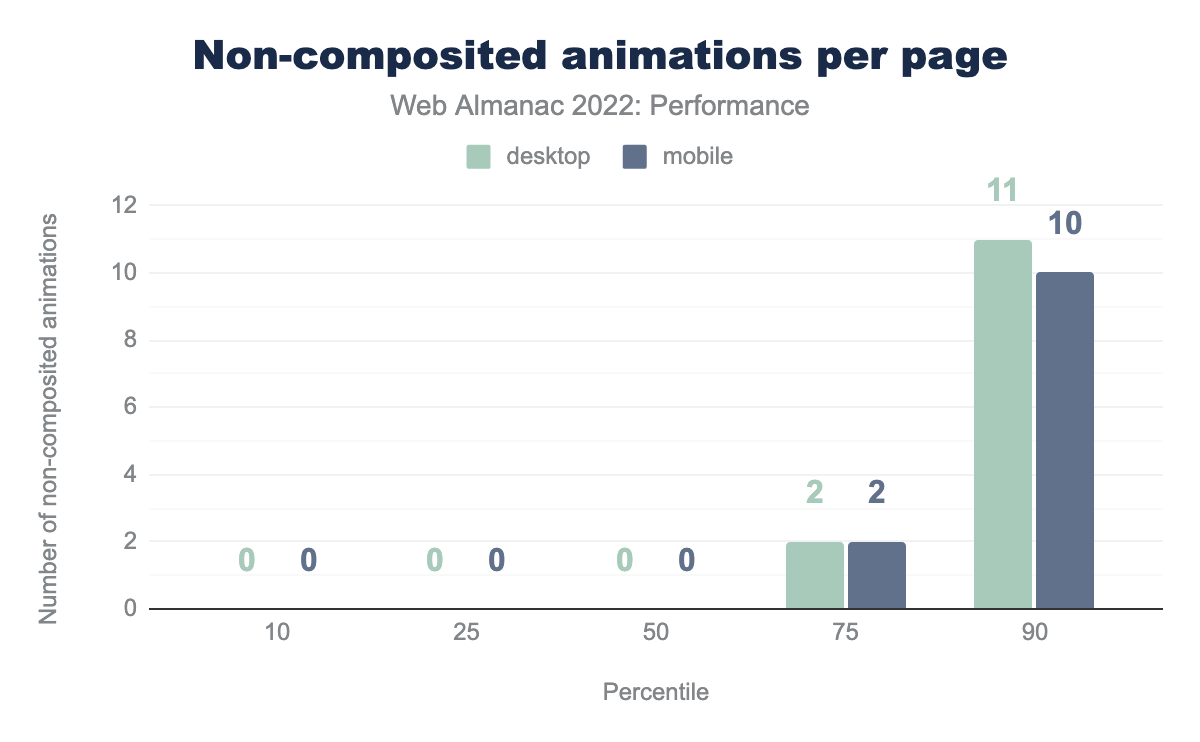 Non-composited animations per page
Web Almanac 2022: Performance
desktop mobile
Number of non-composited animations
12
10
8
6
4
2
0
0 0 0 0 0 0 2 2 11 10
10 25 50 75 90
Percentile